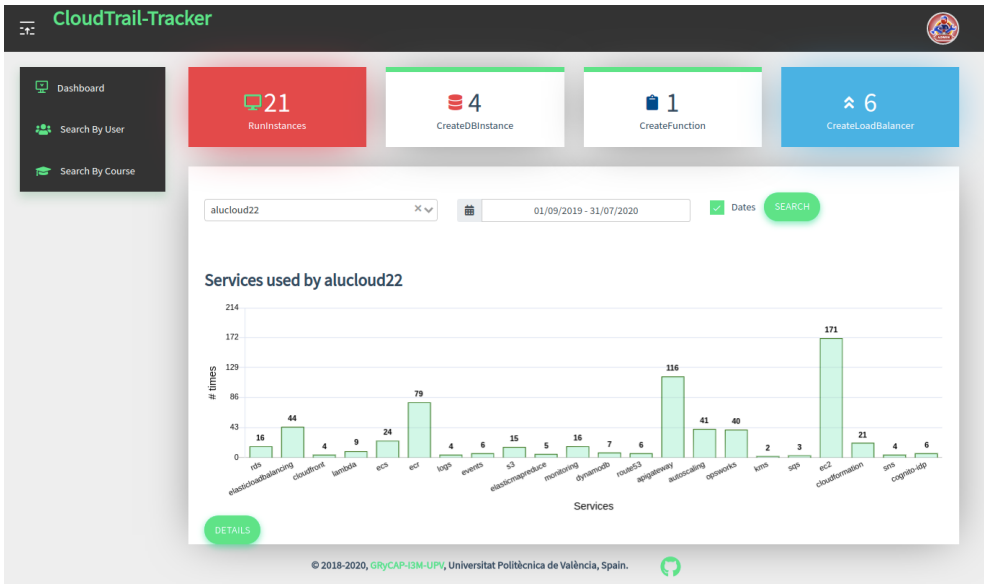 CloudTrail-Tracker
Dashboard
Search By User
Search By Course
21
RunInstances
4
CreateDBInstance
1
CreateFunction
6
CreateLoadBalancer
alucloud22
01/09/2019 - 31/07/2020
Dates
SEARCH
Services used by alucloud22
# times
214
172
129
86
43
0
16
44
4
9
24
79
4
6
15
5
16
7
6
116
41
40
2
3
171
21
4
6
rds
elasticloadbalancing
cloudfront
lambda
ecs
ecr
logs
events
s3
elasticmapreduce
monitoring
dynamodb
route53
apigateway
autoscaling
opsworks
kms
sqs
ec2
cloudformation
sns
cognito-idp
Services
DETAILS
© 2018-2020, GRyCAP-I3M-UPV, Universitat Politècnica de València, Spain.